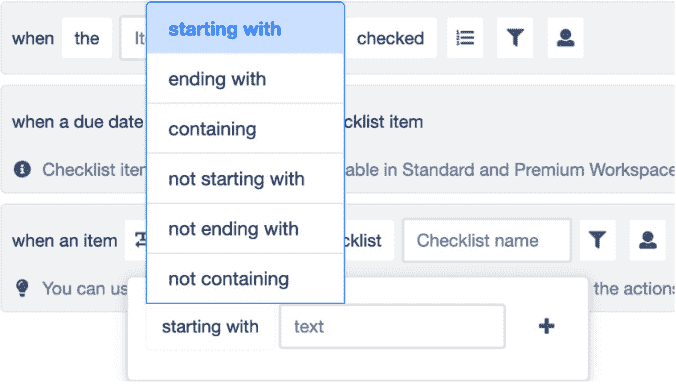 starting with
when the checked
ending with
containing
when a due date cklist item
not starting with
Checklist able in Standard and Premium Workspace
not ending with
when an item cklist Checklist name
not containing
You can us the actions
starting with text